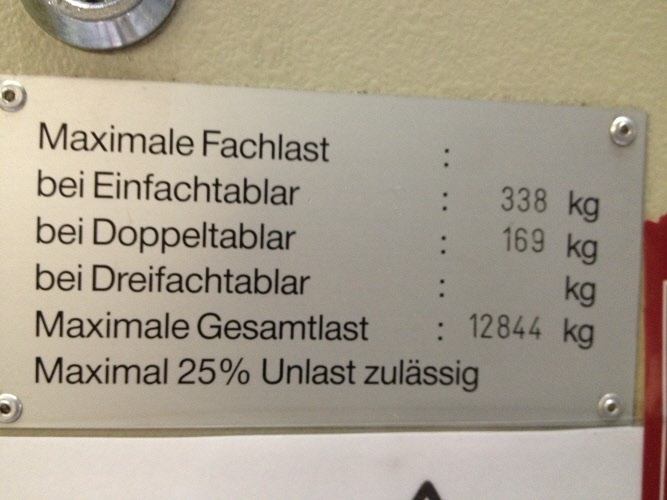 Maximale Fachlast :
bei Einfachtablar : 338 kg
bei Doppeltablar : 169 kg
bei Dreifachtablar : kg
Maximale Gesamtlast : 12844 kg
Maximal 25% Unlast zulässig